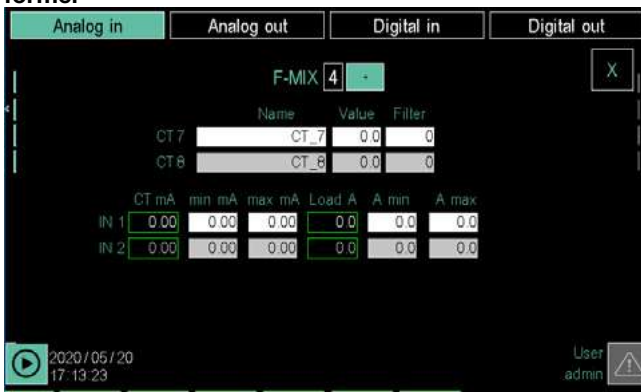 former
Analog in Analog out Digital in Digital out
F-MIX 4 - X
Name Value Filter
CT 7 CT_7 0.0 0
CT 8 CT_8 0.0 0
CT mA min mA max mA Load A A min A max
IN 1 0.00 0.00 0.00 0.0 0.0 0.0
IN 2 0.00 0.00 0.00 0.0 0.0 0.0
2020/05/20 User
17:13:23 admin